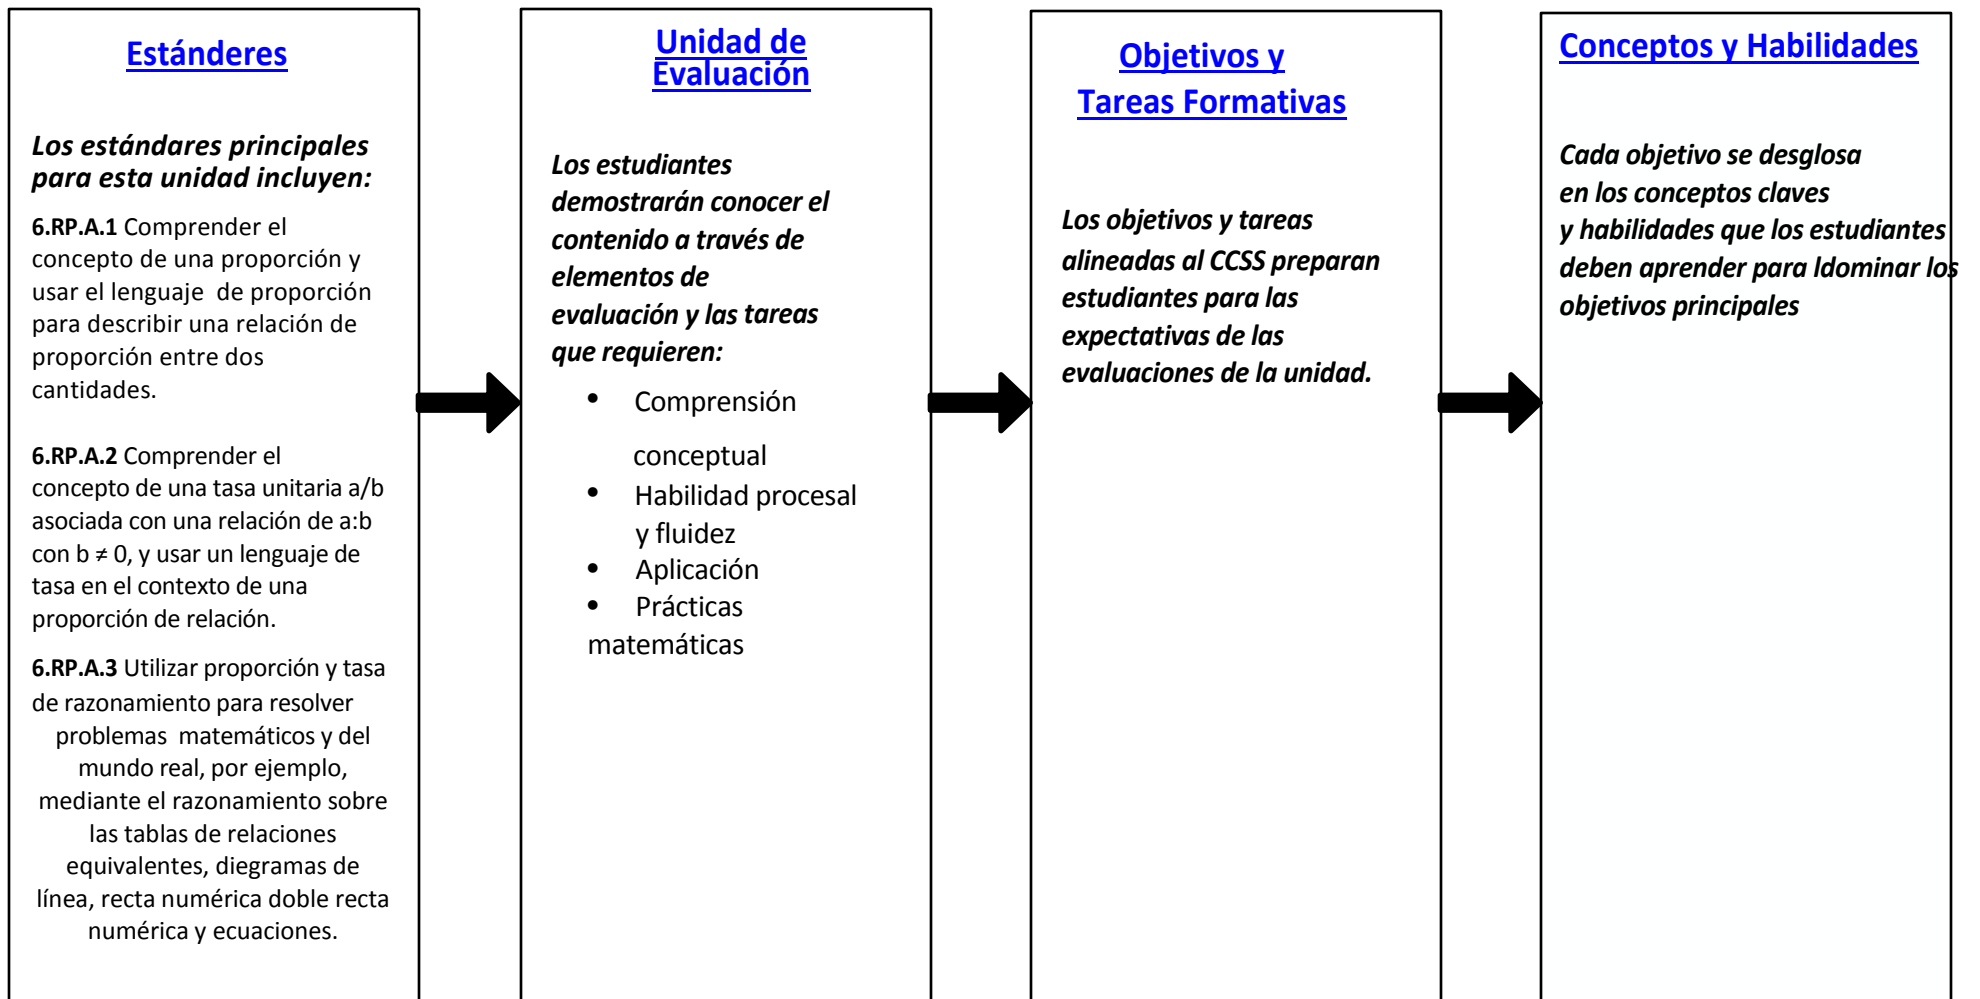 Estánderes
Los estándares principales
para esta unidad incluyen:
6.RP.A.1 Comprender el
concepto de una proporción y
usar el lenguaje de proporción
para describir una relación de
proporción entre dos
cantidades.
6.RP.A.2 Comprender el
concepto de una tasa unitaria a/b
asociada con una relación de a:b
con b ≠ 0, y usar un lenguaje de
tasa en el contexto de una
proporción de relación.
6.RP.A.3 Utilizar proporción y tasa
de razonamiento para resolver
problemas matemáticos y del
mundo real, por ejemplo,
mediante el razonamiento sobre
las tablas de relaciones
equivalentes, diegramas de
línea, recta numérica doble recta
numérica y ecuaciones.
Unidad de
Evaluación
Los estudiantes
demostrarán conocer el
contenido a través de
elementos de
evaluación y las tareas
que requieren:
• Comprensión
conceptual
• Habilidad procesal
y fluidez
• Aplicación
• Prácticas
matemáticas
Objetivos y
Tareas Formativas
Los objetivos y tareas
alineadas al CCSS preparan
estudiantes para las
expectativas de las
evaluaciones de la unidad.
Conceptos y Habilidades
Cada objetivo se desglosa
en los conceptos claves
y habilidades que los estudiantes
deben aprender para ldominar los
objetivos principales